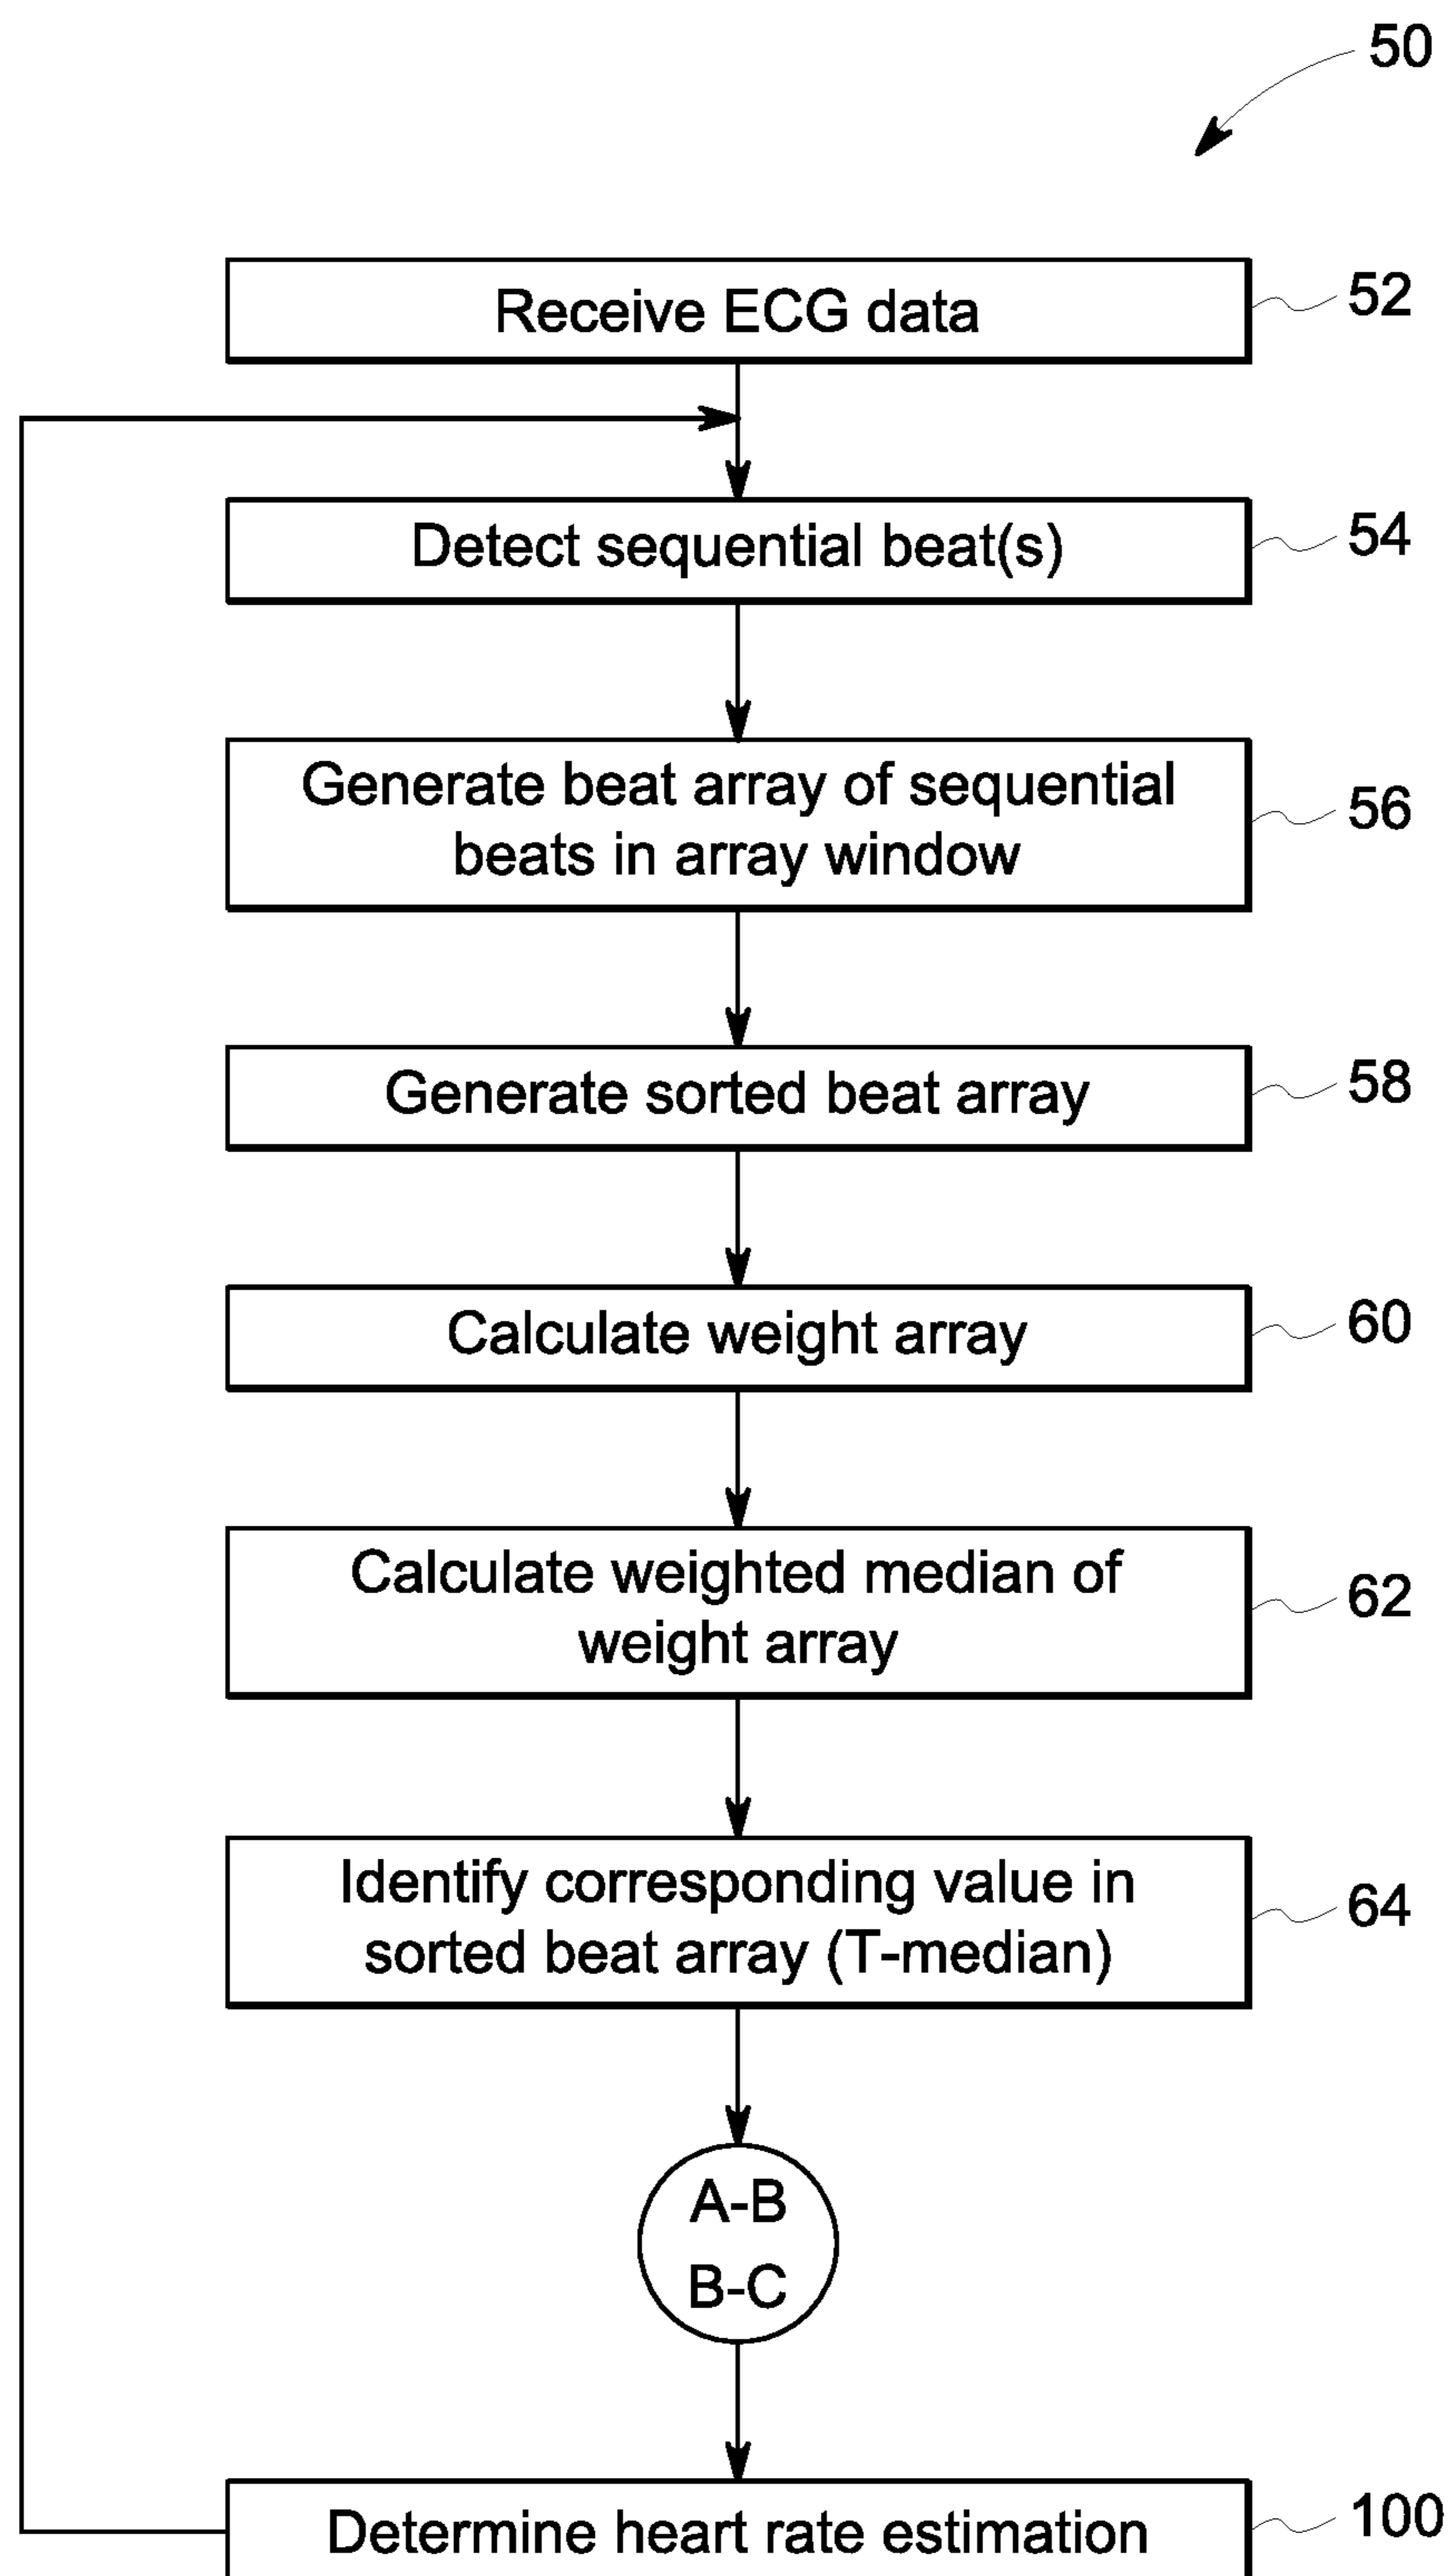 50
Receive ECG data
52
Detect sequential beat(s)
54
Generate beat array of sequential
beats in array window
56
Generate sorted beat array
58
Calculate weight array
60
Calculate weighted median of
weight array
62
Identify corresponding value in
sorted beat array (T-median)
64
A-B
B-C
Determine heart rate estimation
100